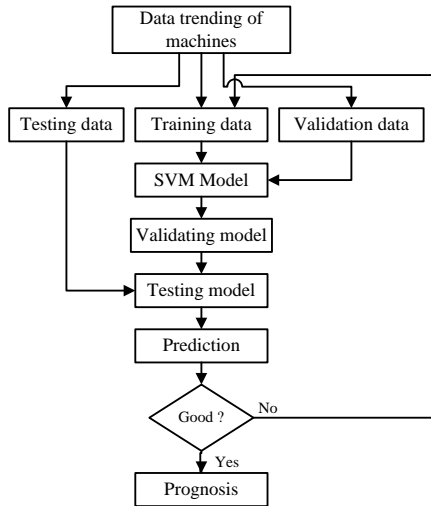 Data trending of
machines
Testing data
Training data
Validation data
SVM Model
Validating model
Testing model
Prediction
Good ?
No
Yes
Prognosis